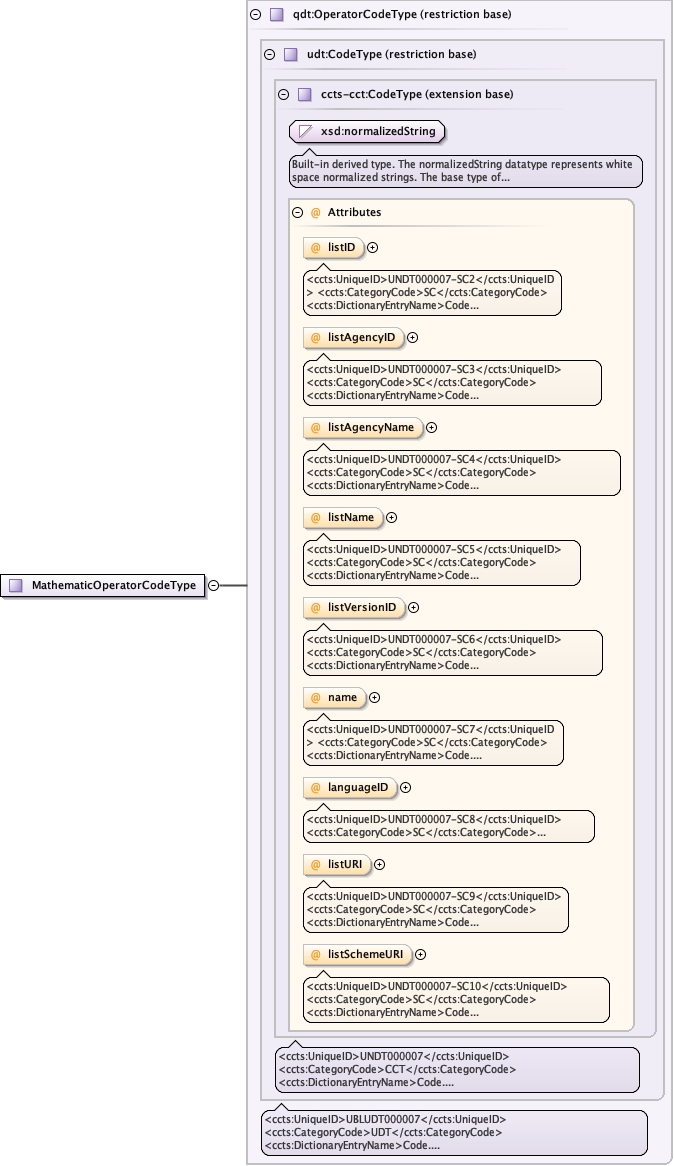 qdt:OperatorCodeType (restriction base)
udt:CodeType (restriction base)
ccts-cct:CodeType (extension base)
xsd:normalizedString
Built-in derived type. The normalizedString datatype represents white
space normalized strings. The base type of...
@ Attributes
@ listID
<ccts:UniqueID>UNDT000007-SC2</ccts:UniqueID
> <ccts:CategoryCode>SC</ccts:CategoryCode>
<ccts:DictionaryEntryName>Code...
@ listAgencyID
<ccts:UniqueID>UNDT000007-SC3</ccts:UniqueID>
<ccts:CategoryCode>SC</ccts:CategoryCode>
<ccts:DictionaryEntryName>Code...
@ listAgencyName
<ccts:UniqueID>UNDT000007-SC4</ccts:UniqueID>
<ccts:CategoryCode>SC</ccts:CategoryCode>
<ccts:DictionaryEntryName>Code...
@ listName
<ccts:UniqueID>UNDT000007-SC5</ccts:UniqueID>
<ccts:CategoryCode>SC</ccts:CategoryCode>
<ccts:DictionaryEntryName>Code...
MathematicOperatorCodeType
@ listVersionID
<ccts:UniqueID>UNDT000007-SC6</ccts:UniqueID>
<ccts:CategoryCode>SC</ccts:CategoryCode>
<ccts:DictionaryEntryName>Code...
@ name
<ccts:UniqueID>UNDT000007-SC7</ccts:UniqueID
> <ccts:CategoryCode>SC</ccts:CategoryCode>
<ccts:DictionaryEntryName>Code....
@ languageID
<ccts:UniqueID>UNDT000007-SC8</ccts:UniqueID>
<ccts:CategoryCode>SC</ccts:CategoryCode>...
@ listURI
<ccts:UniqueID>UNDT000007-SC9</ccts:UniqueID>
<ccts:CategoryCode>SC</ccts:CategoryCode>
<ccts:DictionaryEntryName>Code...
@ listSchemeURI
<ccts:UniqueID>UNDT000007-SC10</ccts:UniqueID>
<ccts:CategoryCode>SC</ccts:CategoryCode>
<ccts:DictionaryEntryName>Code...
<ccts:UniqueID>UNDT000007</ccts:UniqueID>
<ccts:CategoryCode>CCT</ccts:CategoryCode>
<ccts:DictionaryEntryName>Code....
<ccts:UniqueID>UBLUDT000007</ccts:UniqueID>
<ccts:CategoryCode>UDT</ccts:CategoryCode>
<ccts:DictionaryEntryName>Code....